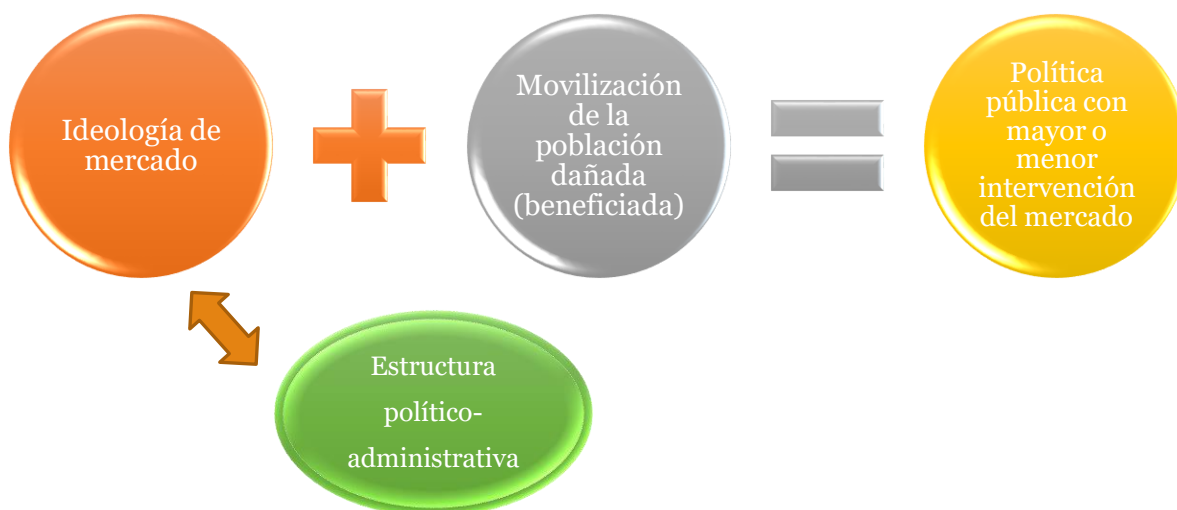 Ideología de
mercado
Movilización
de la
población
dañada
(beneficiada)
Política
pública con
mayor o
menor
intervención
del mercado
Estructura
político-
administrativa